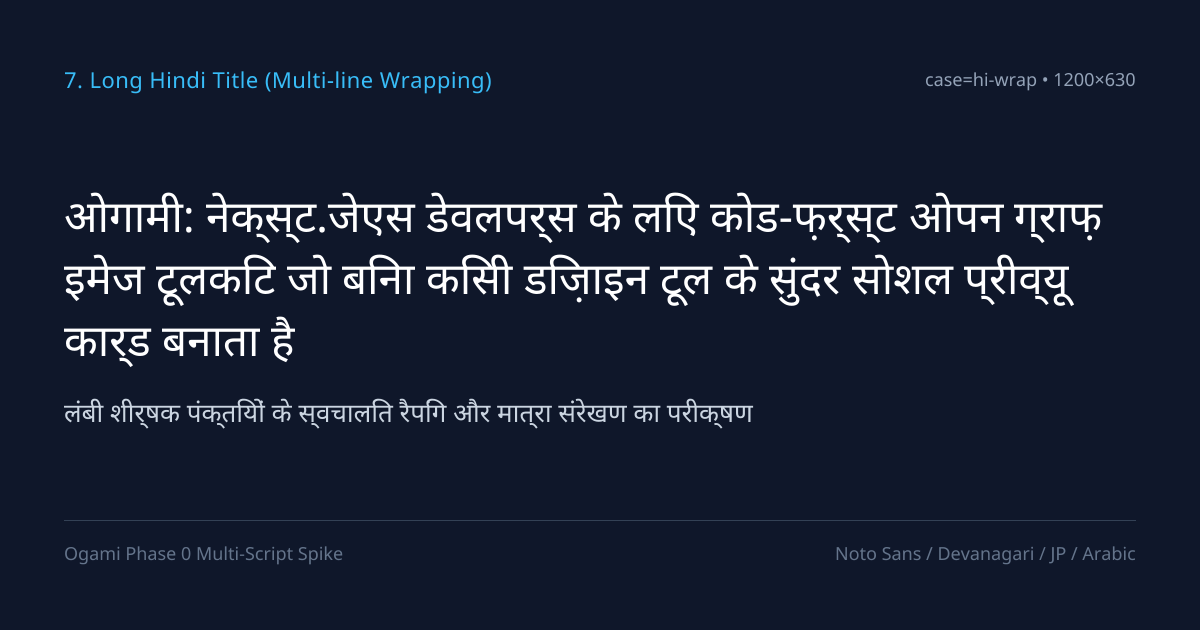 7. Long Hindi Title (Multi-line Wrapping)
case=hi-wrap • 1200×630
ओगामी: नेक्स्ट.जेएस डेवलपर्स के लिए कोड-फ़र्स्ट ओपन ग्राफ़
इमेज टूलकिट जो बिना किसी डिज़ाइन टूल के सुंदर सोशल प्रीव्यू
कार्ड बनाता है
लंबी शीर्षक पंक्तियों के स्वचालित रैपिंग और मात्रा संरेखण का परीक्षण
Ogami Phase 0 Multi-Script Spike
Noto Sans / Devanagari / JP / Arabic